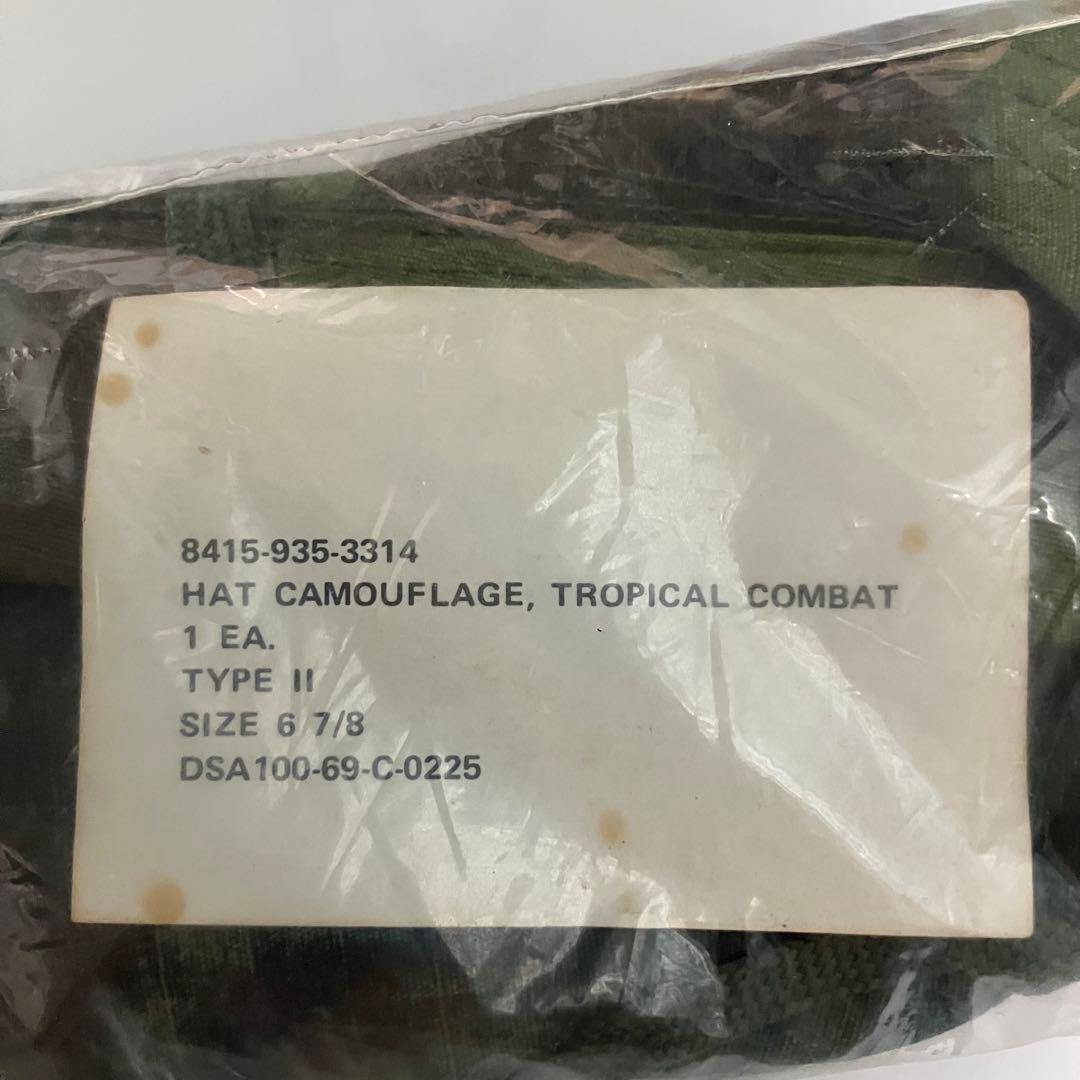 8415-935-3314
HAT CAMOUFLAGE, TROPICAL COMBAT
1 EA.
TYPE II
SIZE 6 7/8
DSA100-69-C-0225